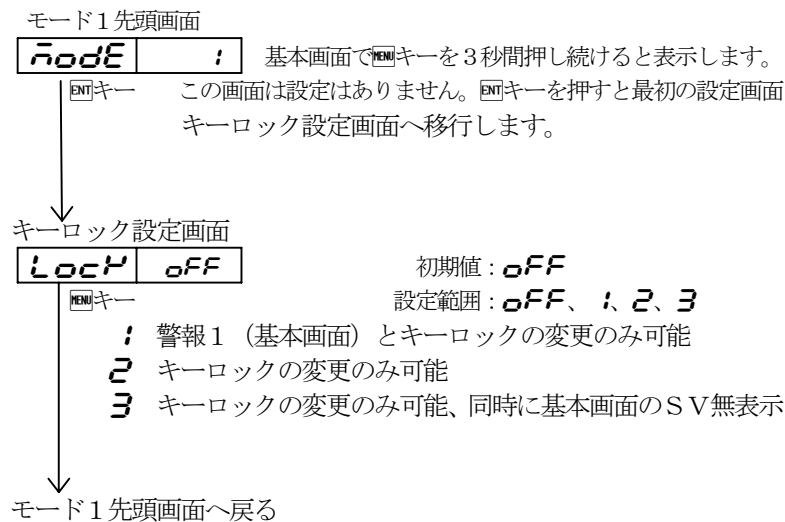 モード１先頭画面
ModE 1 基本画面でMENUキーを３秒間押し続けると表示します。
ENTキー この画面は設定はありません。ENTキーを押すと最初の設定画面
キーロック設定画面へ移行します。
キーロック設定画面
LocK oFF 初期値：oFF
MENUキー 設定範囲：oFF、1、2、3
1 警報１（基本画面）とキーロックの変更のみ可能
2 キーロックの変更のみ可能
3 キーロックの変更のみ可能、同時に基本画面のＳＶ無表示
モード１先頭画面へ戻る